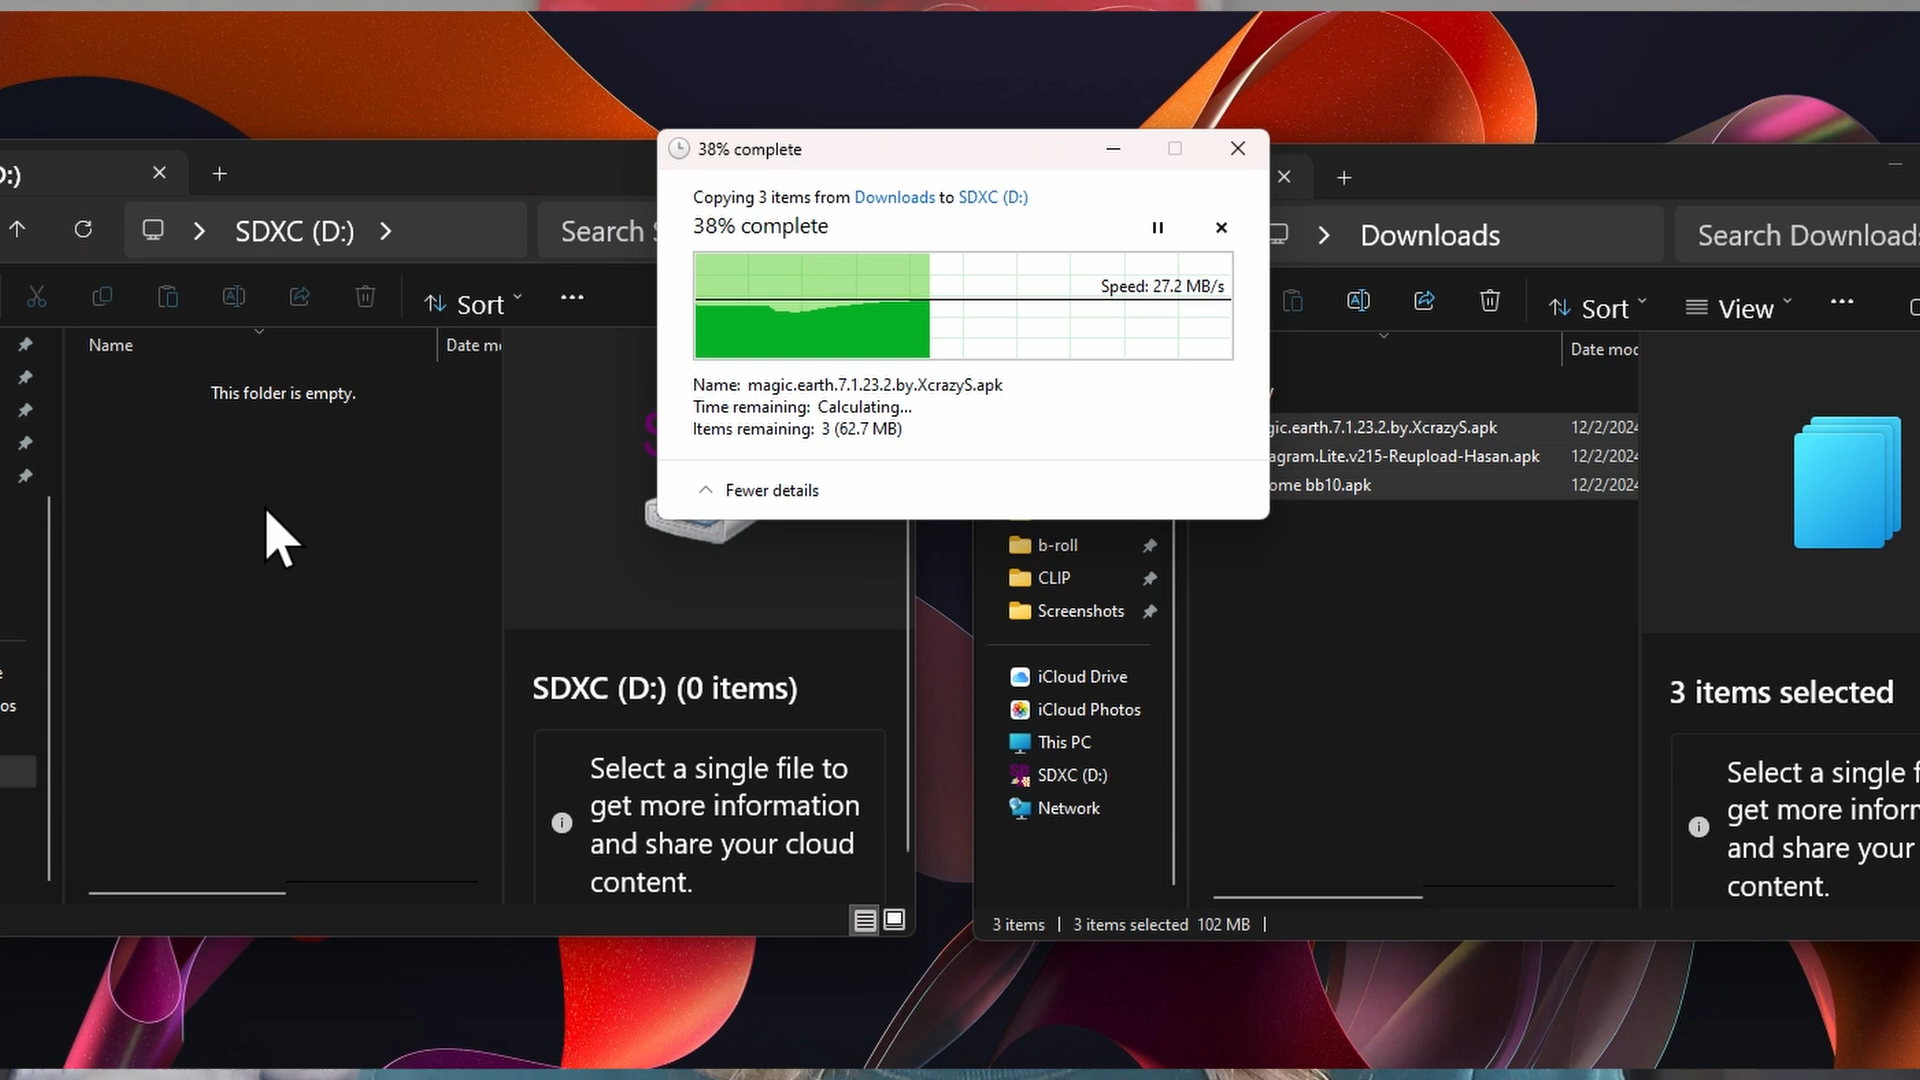 38% complete
Copying 3 items from Downloads to SDXC (D:)
38% complete
Speed: 27.2 MB/s
Name: magic.earth.7.1.23.2.by.XcrazyS.apk
Time remaining: Calculating...
Items remaining: 3 (62.7 MB)
Fewer details
SDXC (D:)
Search
Sort
Name
Date
This folder is empty.
SDXC (D:) (0 items)
Select a single file to
get more information
and share your cloud
content.
Downloads
Search Downloads
Sort
View
Date
gic.earth.7.1.23.2.by.XcrazyS.apk 12/2/2024
agram.Lite.v215-Reupload-Hasan.apk 12/2/2024
ome bb10.apk 12/2/2024
b-roll
CLIP
Screenshots
iCloud Drive
iCloud Photos
This PC
SDXC (D:)
Network
3 items selected
Select a single
get more
and share your
content.
3 items | 3 items selected 102 MB |